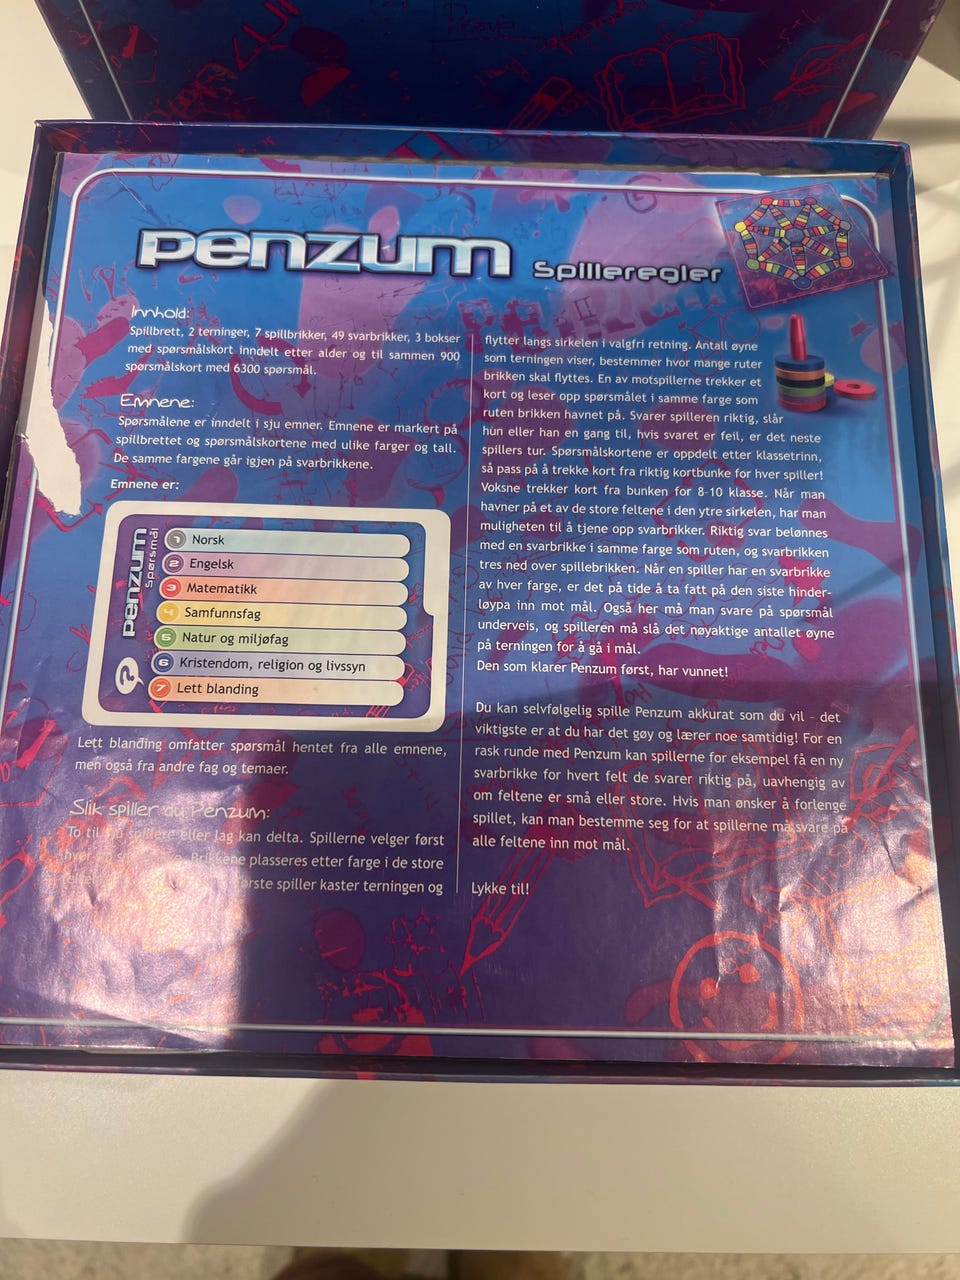 Penzum Spilleregler
Innhold:
Spillbrett, 2 terninger, 7 spillbrikker, 49 svarbrikker, 3 bokser
med spørsmålskort inndelt etter alder og til sammen 900
spørsmålskort med 6300 spørsmål.
Emnene:
Spørsmålene er inndelt i sju emner. Emnene er markert på
spillbrettet og spørsmålskortene med ulike farger og tall.
De samme fargene går igjen på svarbrikkene.
Emnene er:
Penzum
Spørsmål
?
1 Norsk
2 Engelsk
3 Matematikk
4 Samfunnsfag
5 Natur og miljøfag
6 Kristendom, religion og livssyn
7 Lett blanding
Lett blanding omfatter spørsmål hentet fra alle emnene,
men også fra andre fag og temaer.
Slik spiller du Penzum:
To til sju spillere eller lag kan delta. Spillerne velger først
Brikkene plasseres etter farge i de store
spiller kaster terningen og
flytter langs sirkelen i valgfri retning. Antall øyne
som terningen viser, bestemmer hvor mange ruter
brikken skal flyttes. En av motspillerne trekker et
kort og leser opp spørsmålet i samme farge som
ruten brikken havnet på. Svarer spilleren riktig, slår
hun eller han en gang til, hvis svaret er feil, er det neste
spillers tur. Spørsmålskortene er oppdelt etter klassetrinn,
så pass på å trekke kort fra riktig kortbunke for hver spiller!
Voksne trekker kort fra bunken for 8-10 klasse. Når man
havner på et av de store feltene i den ytre sirkelen, har man
muligheten til å tjene opp svarbrikker. Riktig svar belønnes
med en svarbrikke i samme farge som ruten, og svarbrikken
tres ned over spillebrikken. Når en spiller har en svarbrikke
av hver farge, er det på tide å ta fatt på den siste hinder-
løypa inn mot mål. Også her må man svare på spørsmål
underveis, og spilleren må slå det nøyaktige antallet øyne
på terningen for å gå i mål.
Den som klarer Penzum først, har vunnet!
Du kan selvfølgelig spille Penzum akkurat som du vil – det
viktigste er at du har det gøy og lærer noe samtidig! For en
rask runde med Penzum kan spillerne for eksempel få en ny
svarbrikke for hvert felt de svarer riktig på, uavhengig av
om feltene er små eller store. Hvis man ønsker å forlenge
spillet, kan man bestemme seg for at spillerne må svare på
alle feltene inn mot mål.
Lykke til!